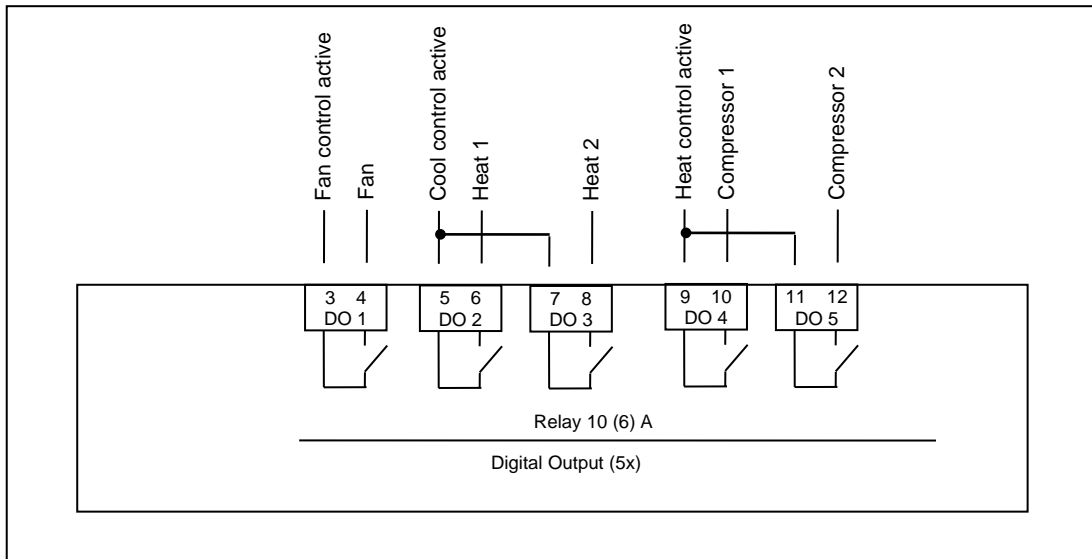 Fan control active
Fan
Cool control active
Heat 1
Heat 2
Heat control active
Compressor 1
Compressor 2
3 4
DO 1
5 6
DO 2
7 8
DO 3
9 10
DO 4
11 12
DO 5
Relay 10 (6) A
Digital Output (5x)